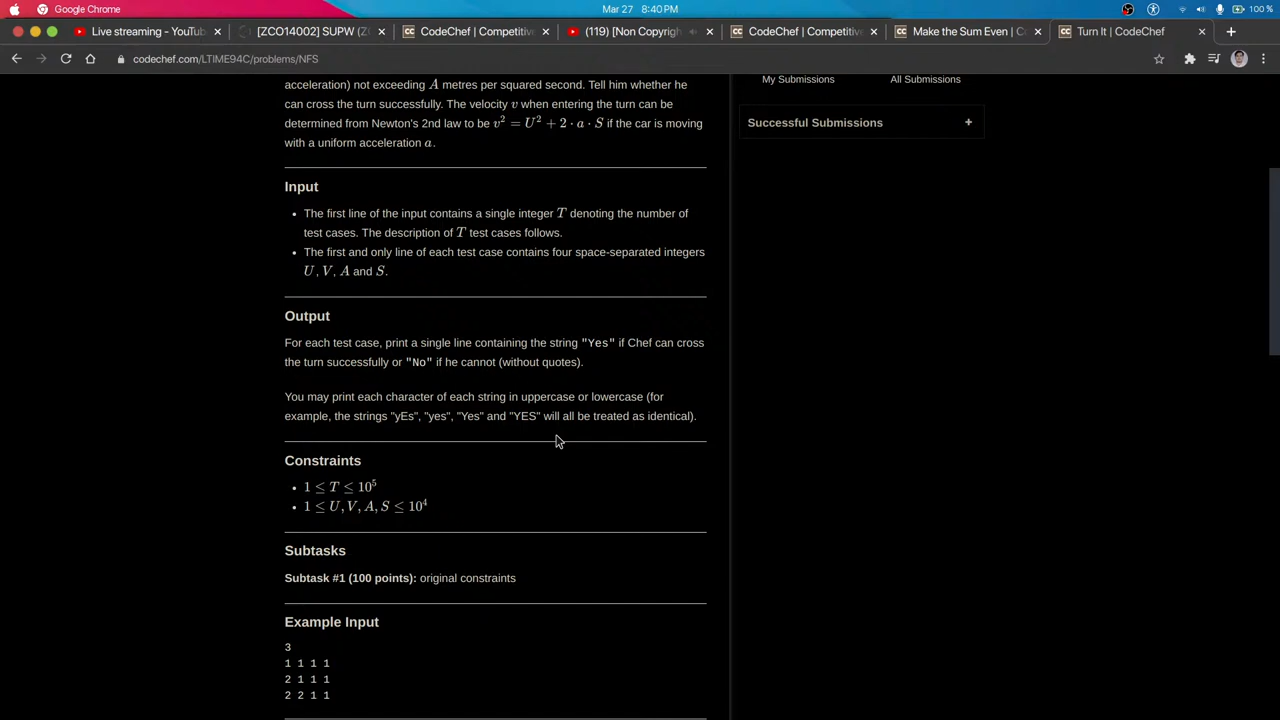 Google Chrome
Mar 27 8:40 PM
100 %
Live streaming - YouTub
[ZCO14002] SUPW (Z
CodeChef | Competitive
(119) [Non Copyrigh
CodeChef | Competitive
Make the Sum Even | C
Turn It | CodeChef
codechef.com/LTIME94C/problems/NFS
acceleration) not exceeding A metres per squared second. Tell him whether he
can cross the turn successfully. The velocity v when entering the turn can be
determined from Newton's 2nd law to be v² = U² + 2 · a · S if the car is moving
with a uniform acceleration a.
My Submissions
All Submissions
Successful Submissions +
Input
• The first line of the input contains a single integer T denoting the number of
test cases. The description of T test cases follows.
• The first and only line of each test case contains four space-separated integers
U, V, A and S.
Output
For each test case, print a single line containing the string "Yes" if Chef can cross
the turn successfully or "No" if he cannot (without quotes).
You may print each character of each string in uppercase or lowercase (for
example, the strings "yEs", "yes", "Yes" and "YES" will all be treated as identical).
Constraints
• 1 ≤ T ≤ 10⁵
• 1 ≤ U, V, A, S ≤ 10⁴
Subtasks
Subtask #1 (100 points): original constraints
Example Input
3
1 1 1 1
2 1 1 1
2 2 1 1